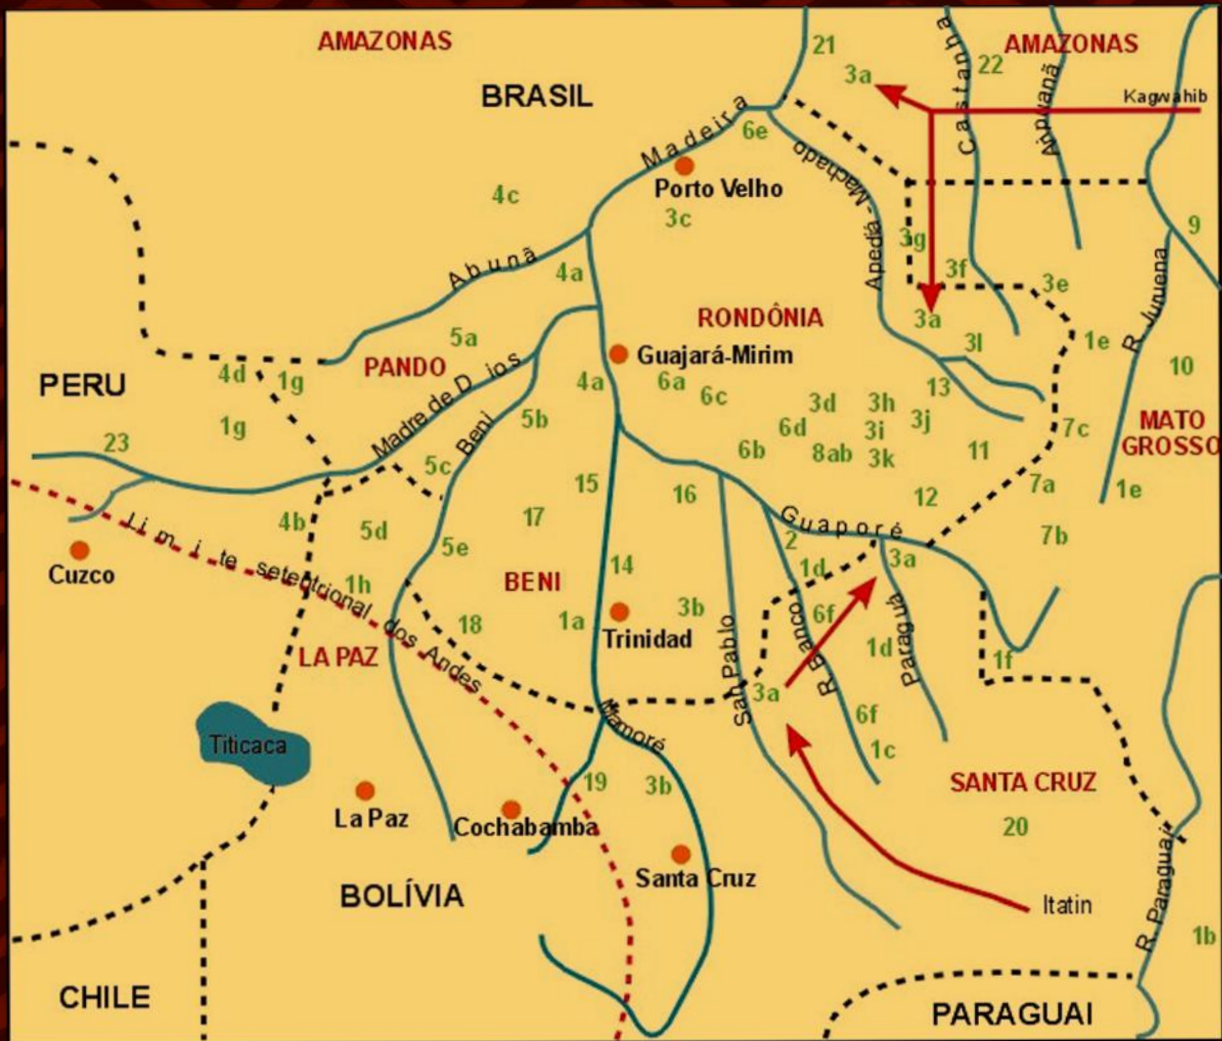 AMAZONAS
21
AMAZONAS
22
3a
BRASIL
Kagwahib
Castanha
Madeira
6e
Machado
Porto Velho
4c
3c
Apediá -
9
3g
Abunã
4a
3f
3e
R. Juruena
3a
RONDÔNIA
5a
3l
1e
Guajará-Mirim
PANDO
10
PERU
4d
1g
4a
6a
6c
13
Madre de Dios
3d
3h
3j
MATO
GROSSO
5b
1g
6d
3i
7c
Beni
23
6b
8ab
3k
11
5c
15
16
12
7a
1e
4b
5d
17
Guaporé
2
7b
Limite setentrional dos Andes
5e
3a
Cuzco
1h
BENI
14
1d
18
1a
Trinidad
3b
6f
LA PAZ
San Pablo
R. Banco
1d
Paraguá
1f
3a
Mamoré
6f
Titicaca
1c
19
3b
SANTA CRUZ
La Paz
Cochabamba
20
Santa Cruz
BOLÍVIA
Itatin
R. Paraguai
1b
CHILE
PARAGUAI